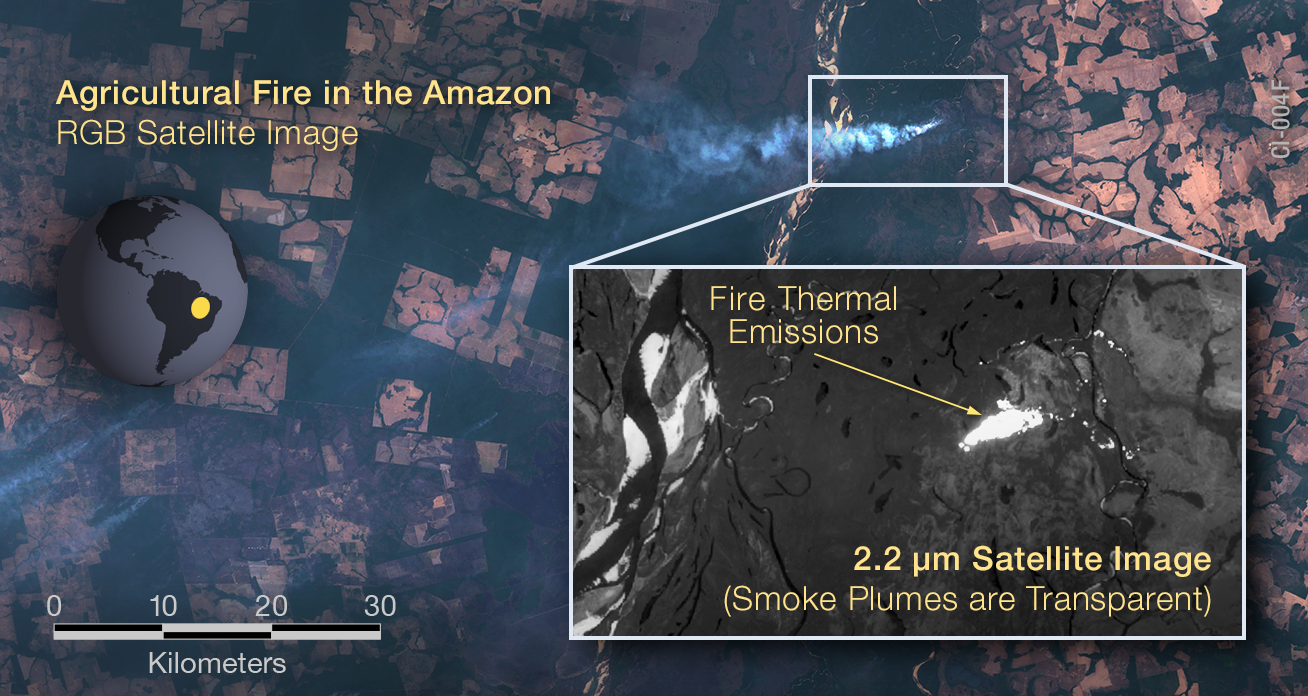 Agricultural Fire in the Amazon
RGB Satellite Image
CI-004F
Fire Thermal
Emissions
2.2 µm Satellite Image
(Smoke Plumes are Transparent)
0 10 20 30
Kilometers